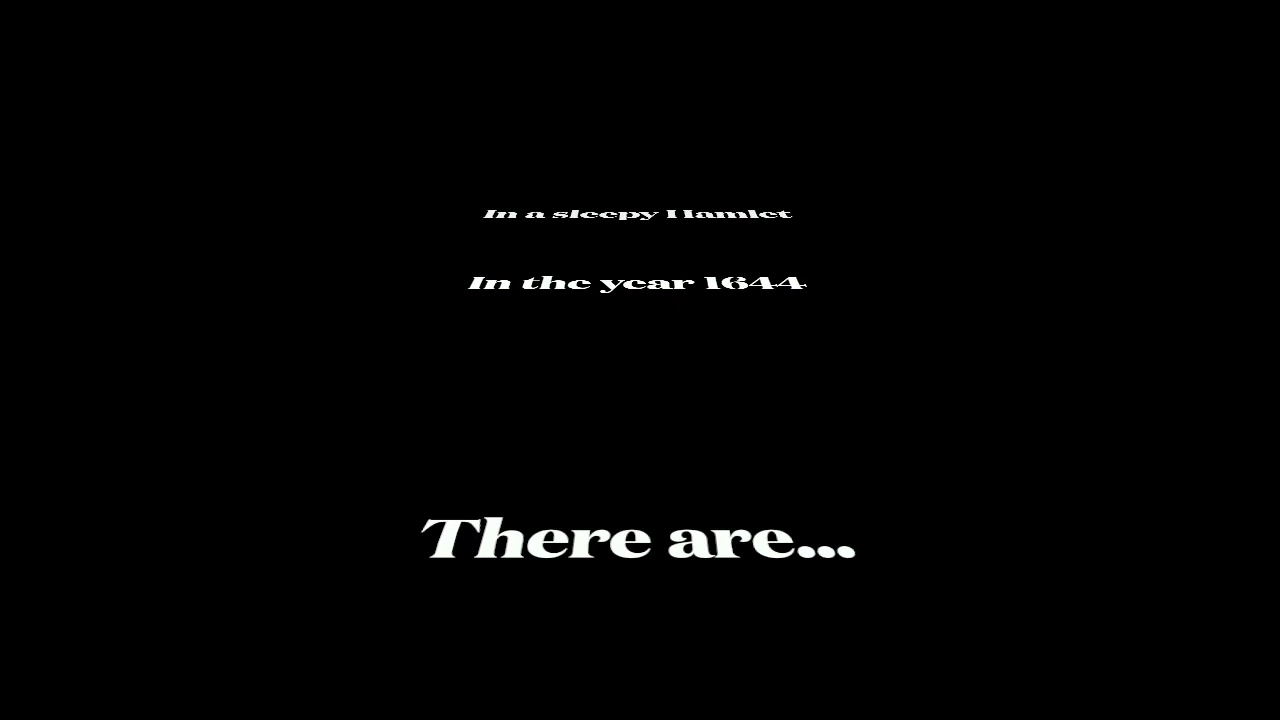 In a sleepy Hamlet
In the year 1644
There are...